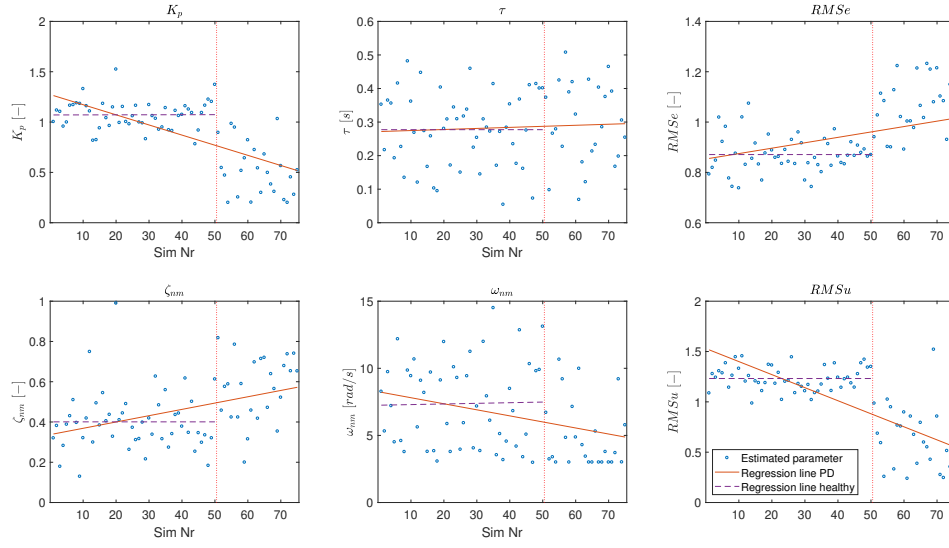 K_p
τ
RMSe
2
1.5
1
0.5
0
K_p [−]
10 20 30 40 50 60 70
Sim Nr
0.6
0.5
0.4
0.3
0.2
0.1
0
τ [s]
10 20 30 40 50 60 70
Sim Nr
1.4
1.2
1
0.8
0.6
RMSe [−]
10 20 30 40 50 60 70
Sim Nr
ζ_nm
ω_nm
RMSu
1
0.8
0.6
0.4
0.2
0
ζ_nm [−]
10 20 30 40 50 60 70
Sim Nr
15
10
5
0
ω_nm [rad/s]
10 20 30 40 50 60 70
Sim Nr
2
1.5
1
0.5
0
RMSu [−]
Estimated parameter
Regression line PD
Regression line healthy
10 20 30 40 50 60 70
Sim Nr